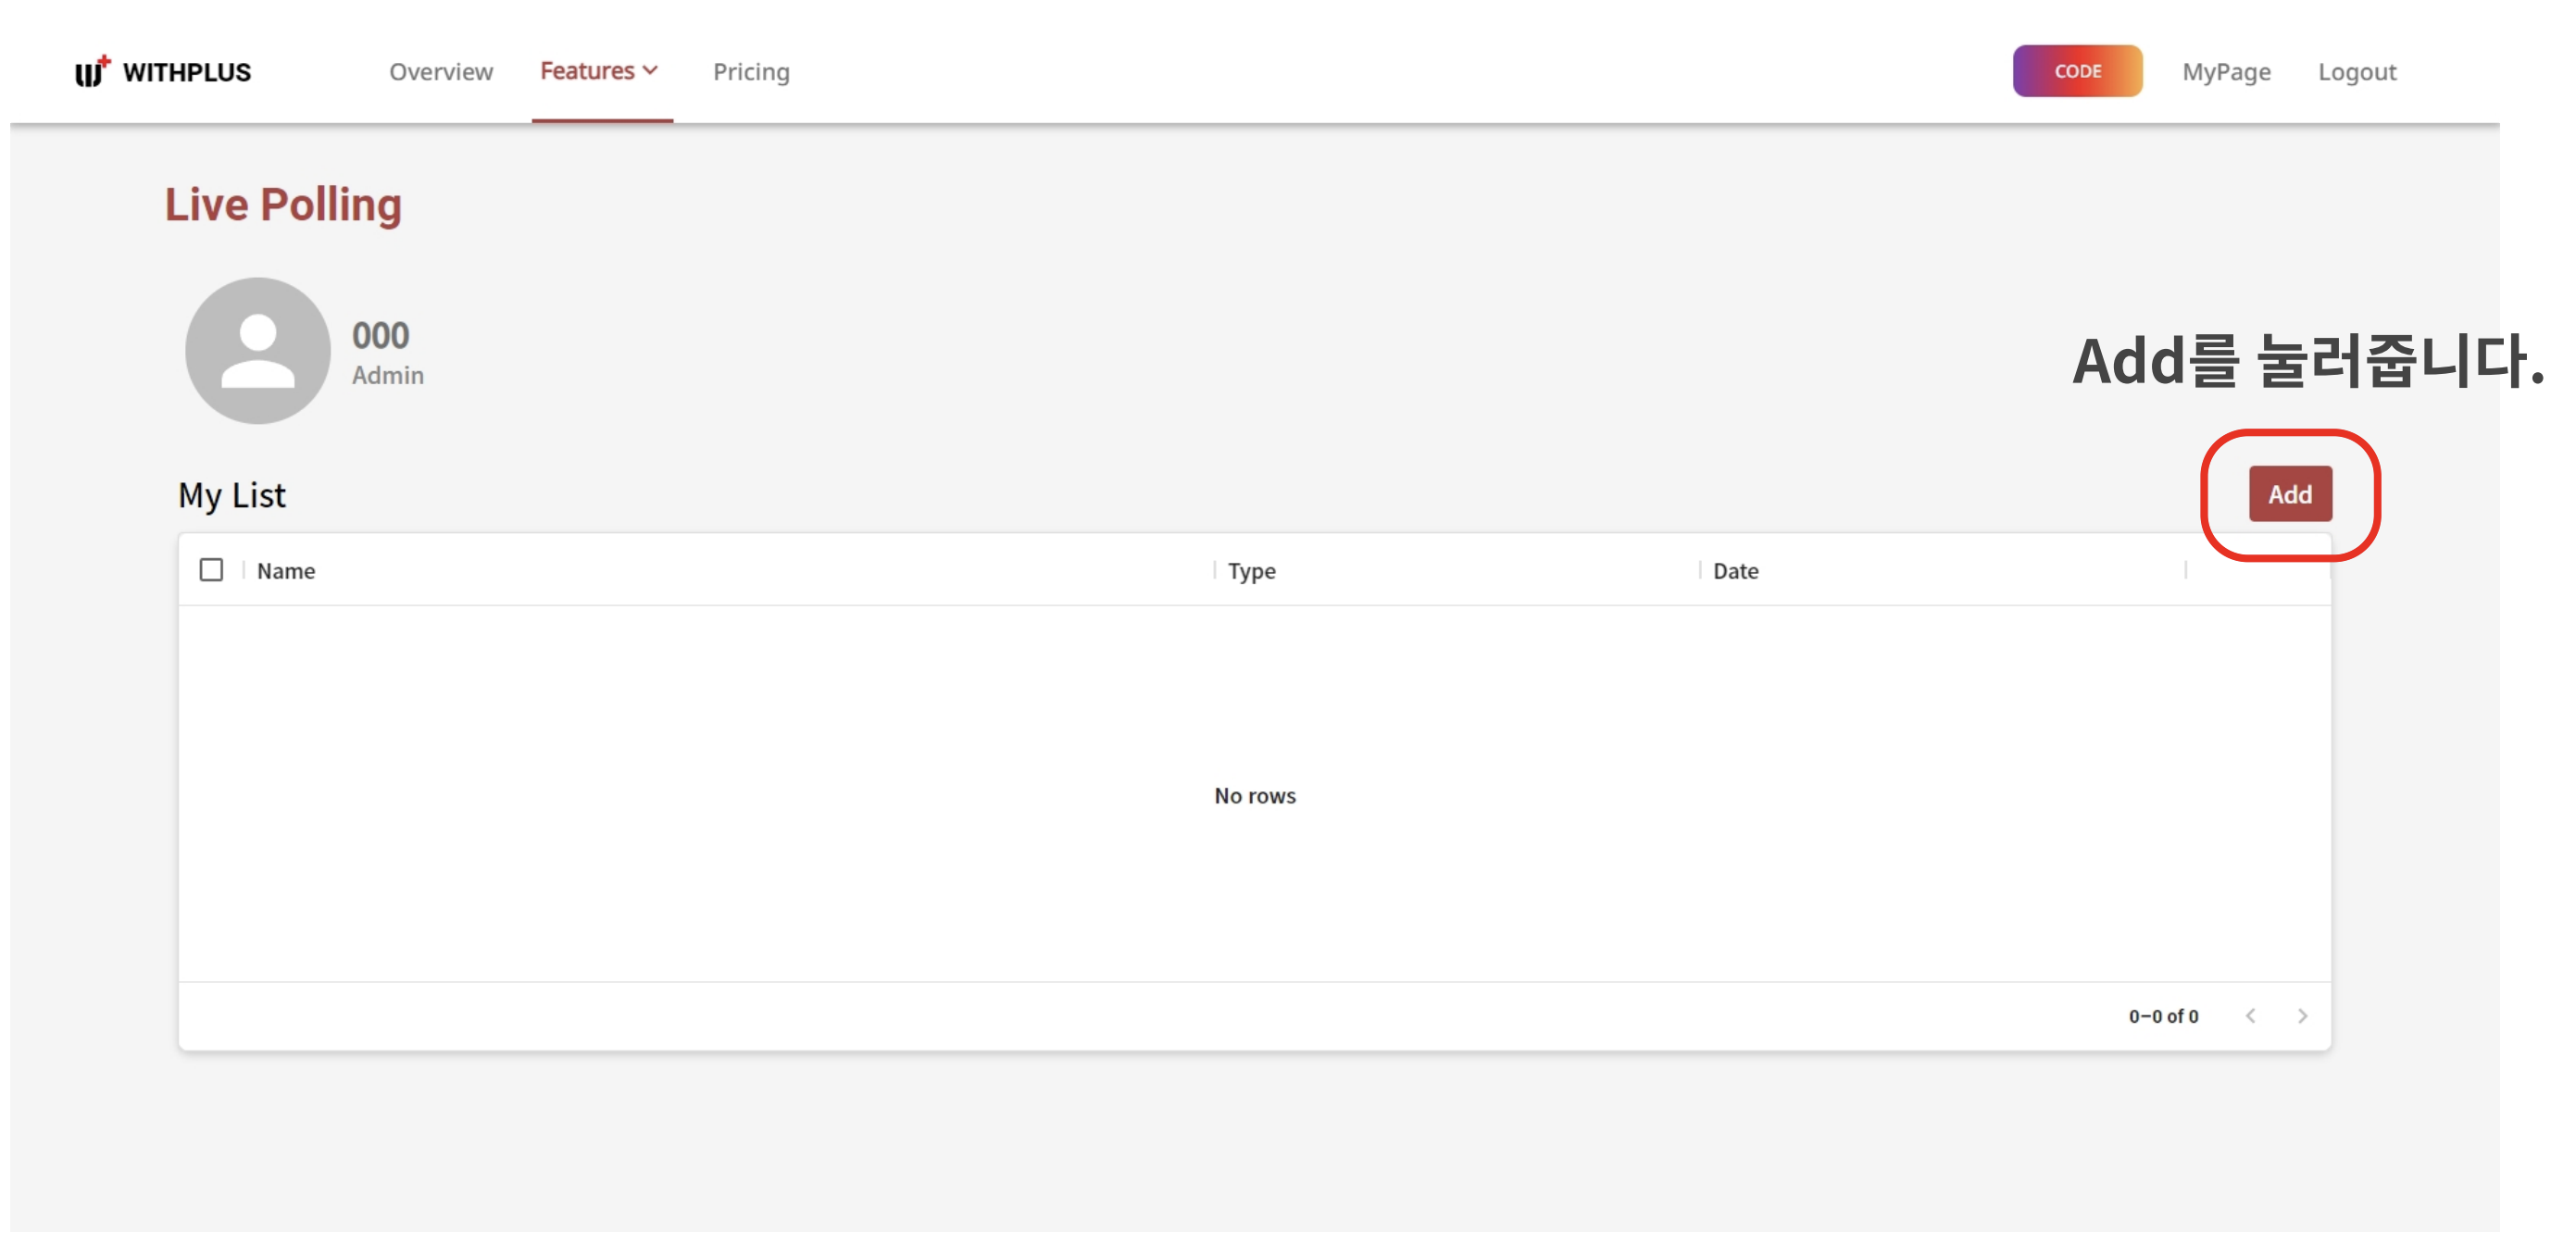 WITHPLUS Overview Features Pricing CODE MyPage Logout
Live Polling
000
Admin
Add를 눌러줍니다.
My List Add
Name Type Date
No rows
0–0 of 0